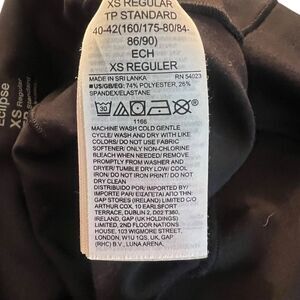 XS REGULAR
TP STANDARD
40-42(160/175-80/84-
86/90)
ECH
XS REGULER
MADE IN SRI LANKA RN 54023
■US/GB/EG: 74% POLYESTER, 26%
SPANDEX/ELASTANE
30
1166
MACHINE WASH COLD GENTLE
CYCLE/ WASH AND DRY WITH LIKE
COLORS/ DO NOT USE FABRIC
SOFTENER/ ONLY NON-CHLORINE
BLEACH WHEN NEEDED/ REMOVE
PROMPTLY FROM WASHER AND
DRYER/ TUMBLE DRY LOW/ COOL
IRON/ DO NOT IRON PRINT/ DO NOT
DRY CLEAN
DISTRIBUIDO POR/ IMPORTADO
POR/ IMPORTED BY GAP
GAP STORES (IRELAND) LIMITED C/O
ARTHUR COX, 10 EARLSFORT
TERRACE, DUBLIN 2, D02 T380,
IRELAND. GAP (UK HOLDINGS)
LIMITED, 2ND FLOOR NATIONS
HOUSE, 103 WIGMORE STREET,
LONDON, W1U 1QS, UK, GAP
(RHC) B.V., LUNA ARENA,
Eclipse
XS